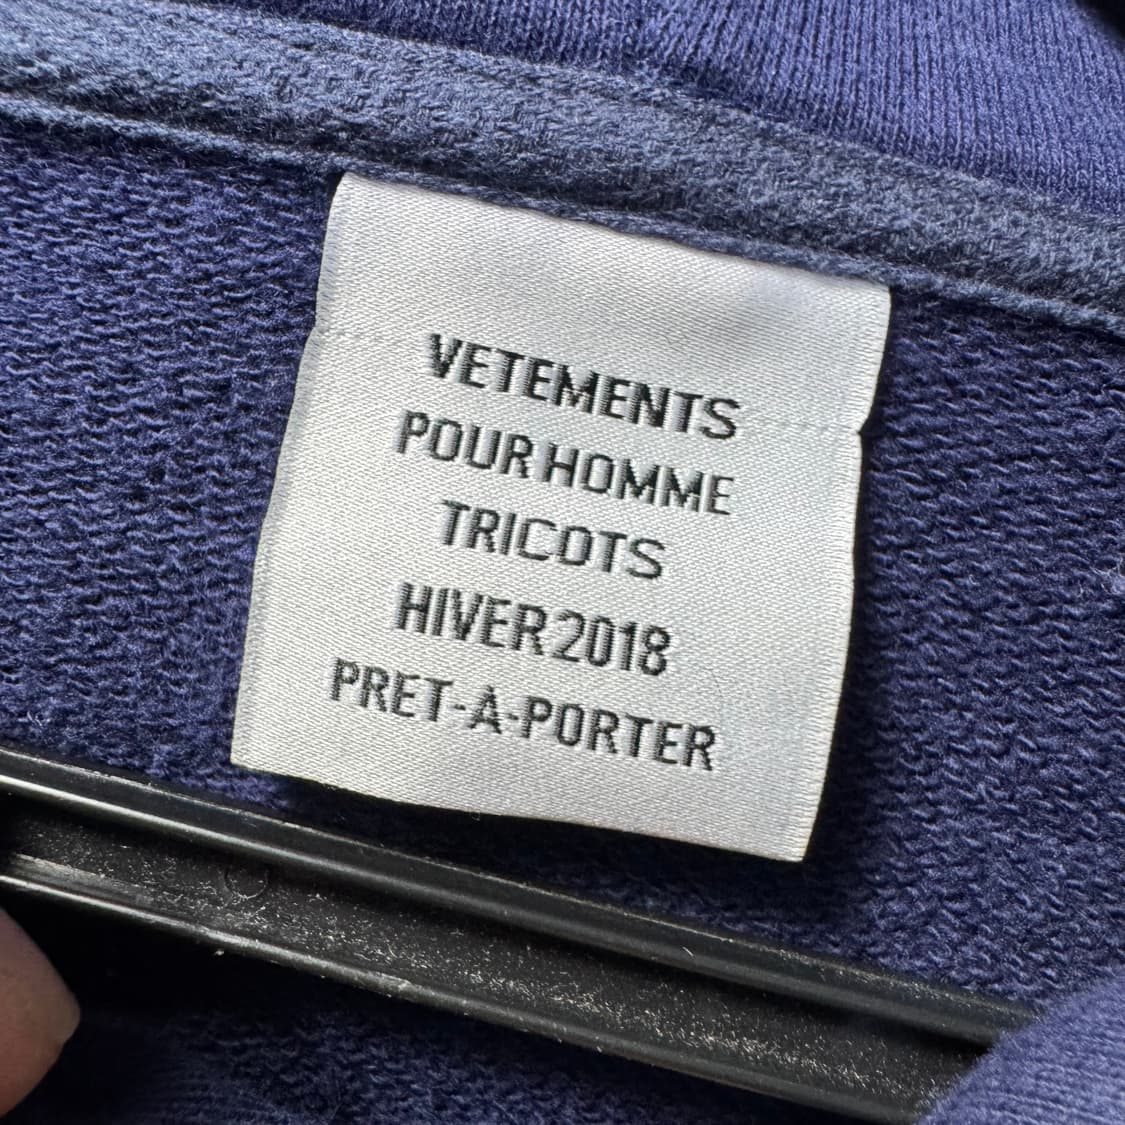 VETEMENTS
POUR HOMME
TRICOTS
HIVER 2018
PRET-A-PORTER